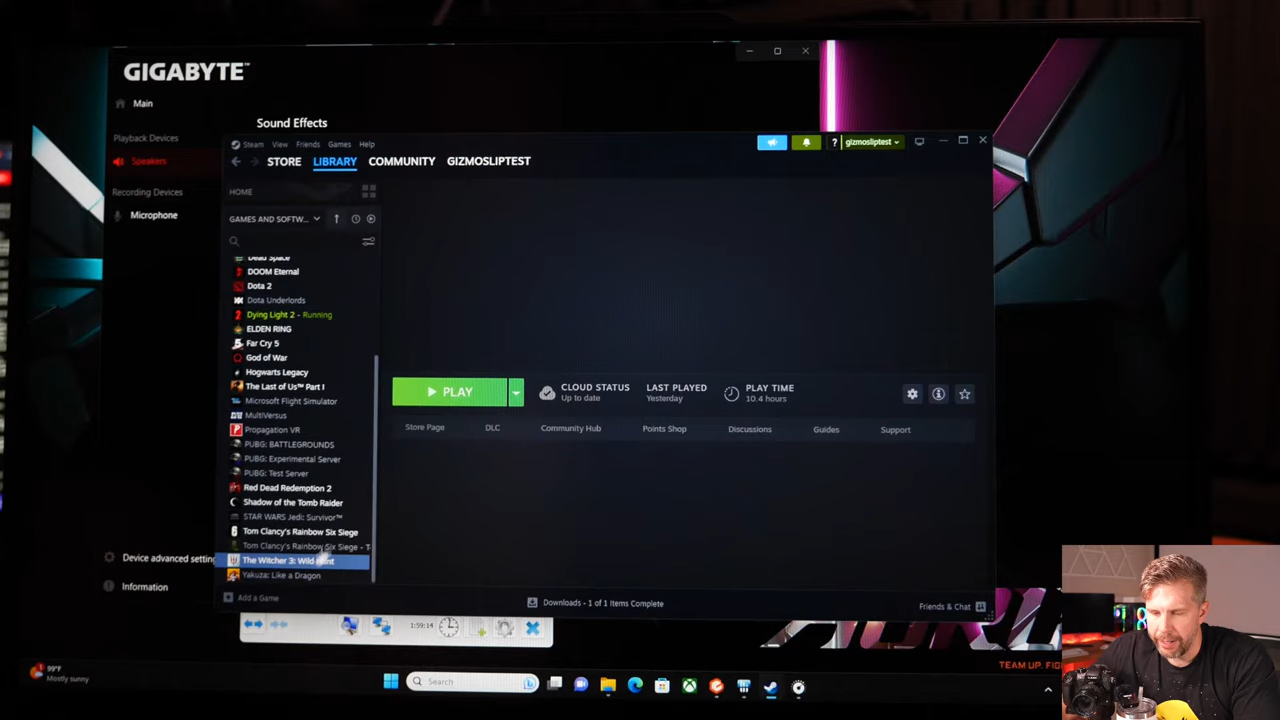 GIGABYTE™
Main
Sound Effects
Playback Devices
Speakers
Recording Devices
Microphone
Device advanced settin
Information
Steam View Friends Games Help
? gizmosliptest
STORE LIBRARY COMMUNITY GIZMOSLIPTEST
HOME
GAMES AND SOFTW...
Dead Space
DOOM Eternal
Dota 2
Dota Underlords
Dying Light 2 - Running
ELDEN RING
Far Cry 5
God of War
Hogwarts Legacy
The Last of Us™ Part I
Microsoft Flight Simulator
MultiVersus
Propagation VR
PUBG: BATTLEGROUNDS
PUBG: Experimental Server
PUBG: Test Server
Red Dead Redemption 2
Shadow of the Tomb Raider
STAR WARS Jedi: Survivor™
Tom Clancy's Rainbow Six Siege
Tom Clancy's Rainbow Six Siege - T
The Witcher 3: Wild Hunt
Yakuza: Like a Dragon
Add a Game
PLAY
CLOUD STATUS
Up to date
LAST PLAYED
Yesterday
PLAY TIME
10.4 hours
Store Page DLC Community Hub Points Shop Discussions Guides Support
Downloads - 1 of 1 Items Complete
Friends & Chat
1:59:14
TEAM UP. FIG
99°F
Mostly sunny
Search